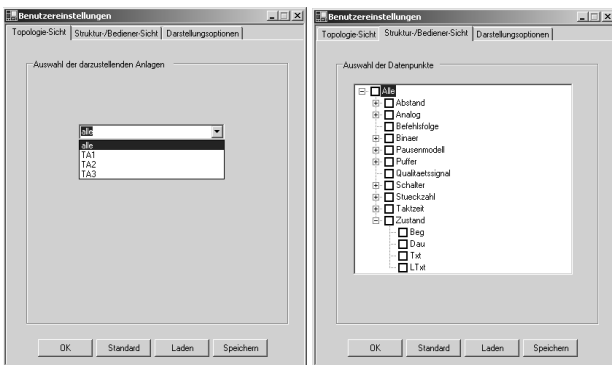 Benutzereinstellungen
Topologie-Sicht Struktur-/Bediener-Sicht Darstellungsoptionen
Auswahl der darzustellenden Anlagen
alle
alle
TA1
TA2
TA3
OK Standard Laden Speichern
Benutzereinstellungen
Topologie-Sicht Struktur-/Bediener-Sicht Darstellungsoptionen
Auswahl der Datenpunkte
Alle
Abstand
Analog
Befehlsfolge
Binaer
Pausenmodell
Puffer
Qualitaetssignal
Schalter
Stueckzahl
Taktzeit
Zustand
Beg
Dau
Txt
LTxt
OK Standard Laden Speichern